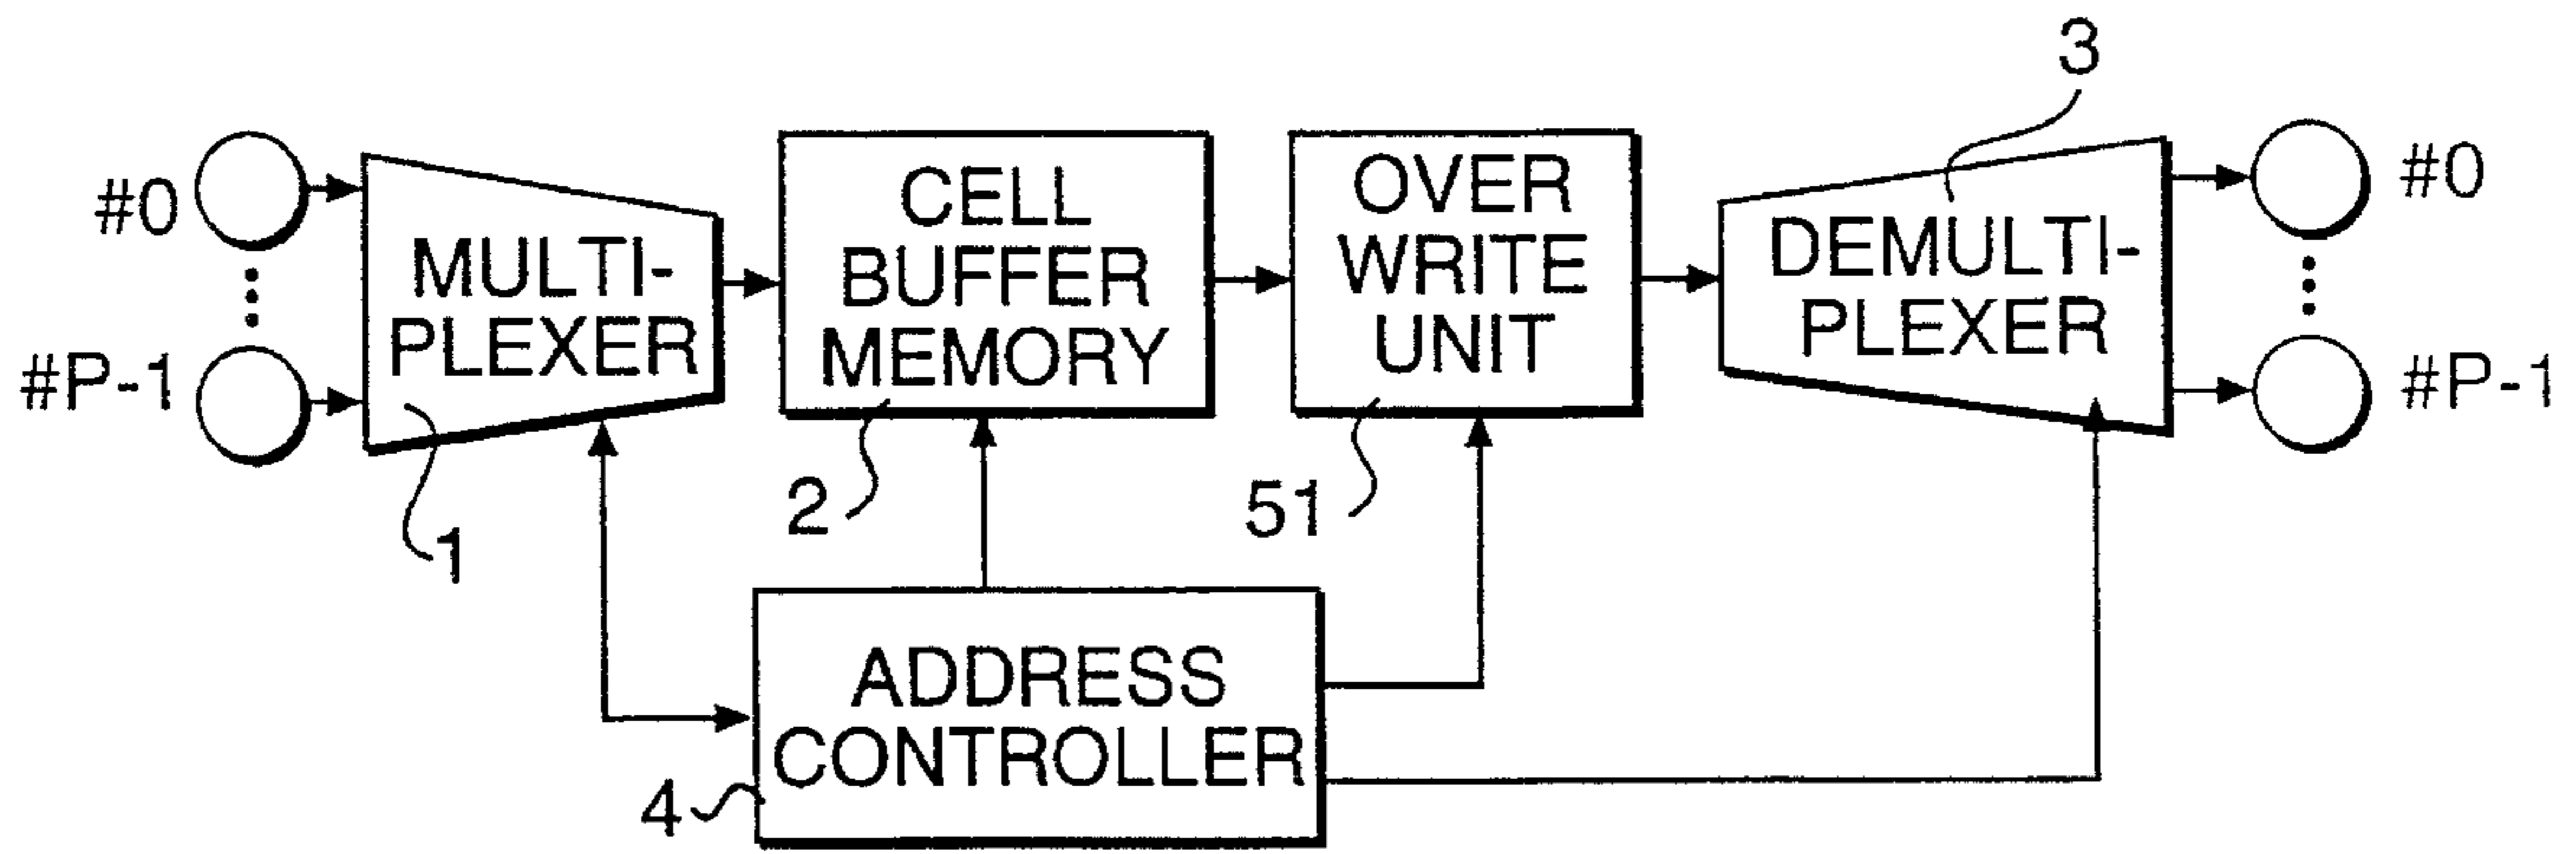 3
#0
MULTI-
PLEXER
CELL
BUFFER
MEMORY
OVER
WRITE
UNIT
DEMULTI-
PLEXER
#0
#P-1
#P-1
1
2
51
ADDRESS
CONTROLLER
4